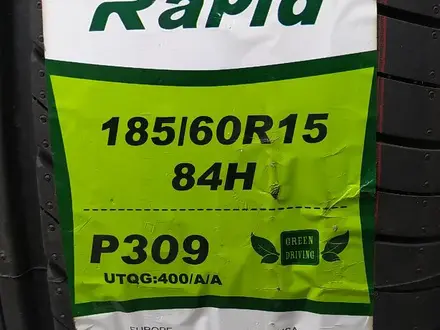 Rapid
185/60R15
84H
P309
GREEN
DRIVING
UTQG:400/A/A